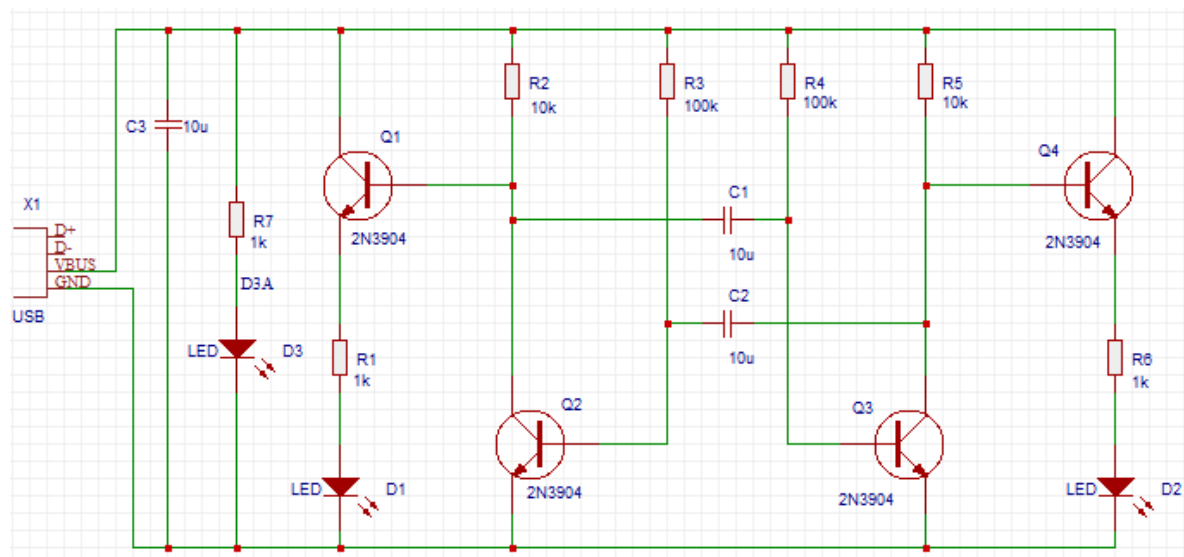 R2
10k
R3
100k
R4
100k
R5
10k
C3
10u
Q1
Q4
X1
D+
D-
VBUS
GND
USB
R7
1k
D3A
2N3904
C1
10u
2N3904
C2
10u
LED
D3
R1
1k
R6
1k
Q2
Q3
LED
D1
2N3904
2N3904
LED
D2